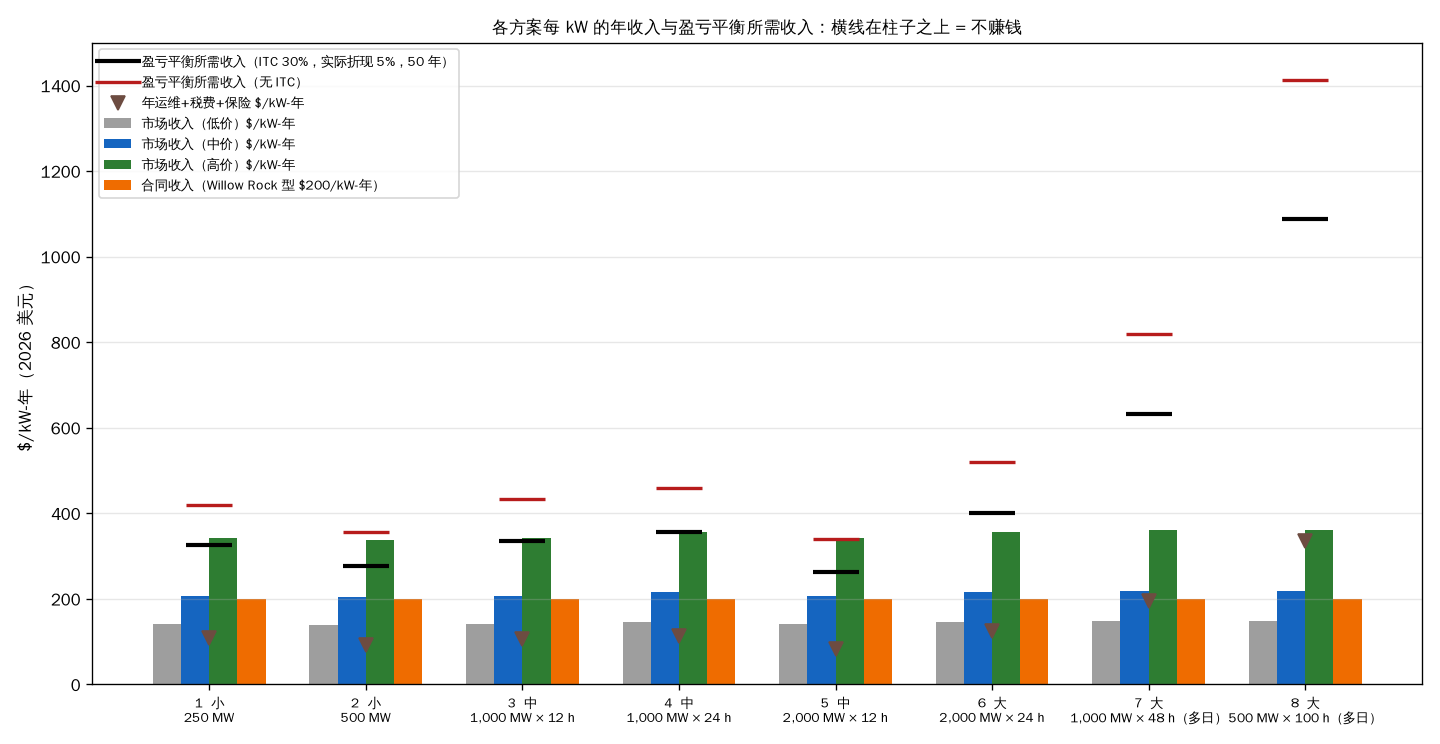 各方案每 kW 的年收入与盈亏平衡所需收入：横线在柱子之上 = 不赚钱
盈亏平衡所需收入（ITC 30%，实际折现 5%，50 年）
盈亏平衡所需收入（无 ITC）
年运维+税费+保险 $/kW-年
市场收入（低价）$/kW-年
市场收入（中价）$/kW-年
市场收入（高价）$/kW-年
合同收入（Willow Rock 型 $200/kW-年）
$/kW-年（2026 美元）
1400
1200
1000
800
600
400
200
0
1 小
250 MW
2 小
500 MW
3 中
1,000 MW × 12 h
4 中
1,000 MW × 24 h
5 中
2,000 MW × 12 h
6 大
2,000 MW × 24 h
7 大
1,000 MW × 48 h（多日）
8 大
500 MW × 100 h（多日）